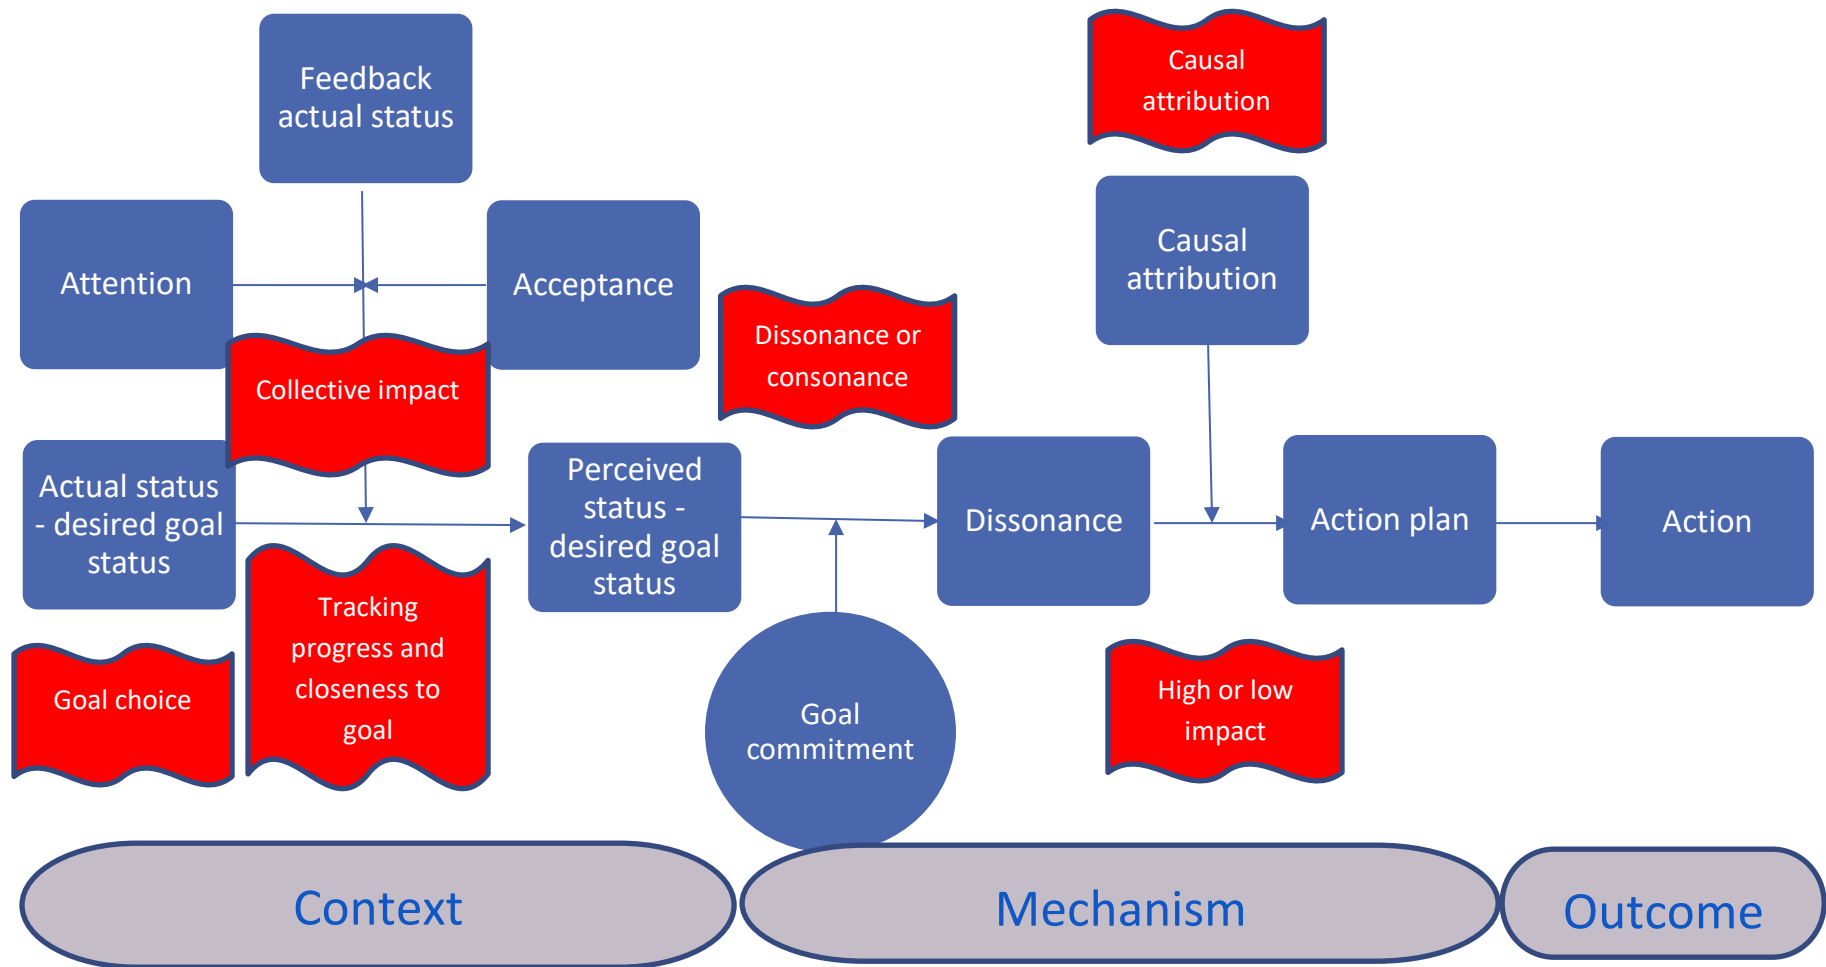 Feedback
actual status
Causal
attribution
Attention
Acceptance
Causal
attribution
Collective impact
Dissonance or
consonance
Actual status
- desired goal
status
Perceived
status -
desired goal
status
Dissonance
Action plan
Action
Tracking
progress and
closeness to
goal
Goal choice
Goal
commitment
High or low
impact
Context
Mechanism
Outcome